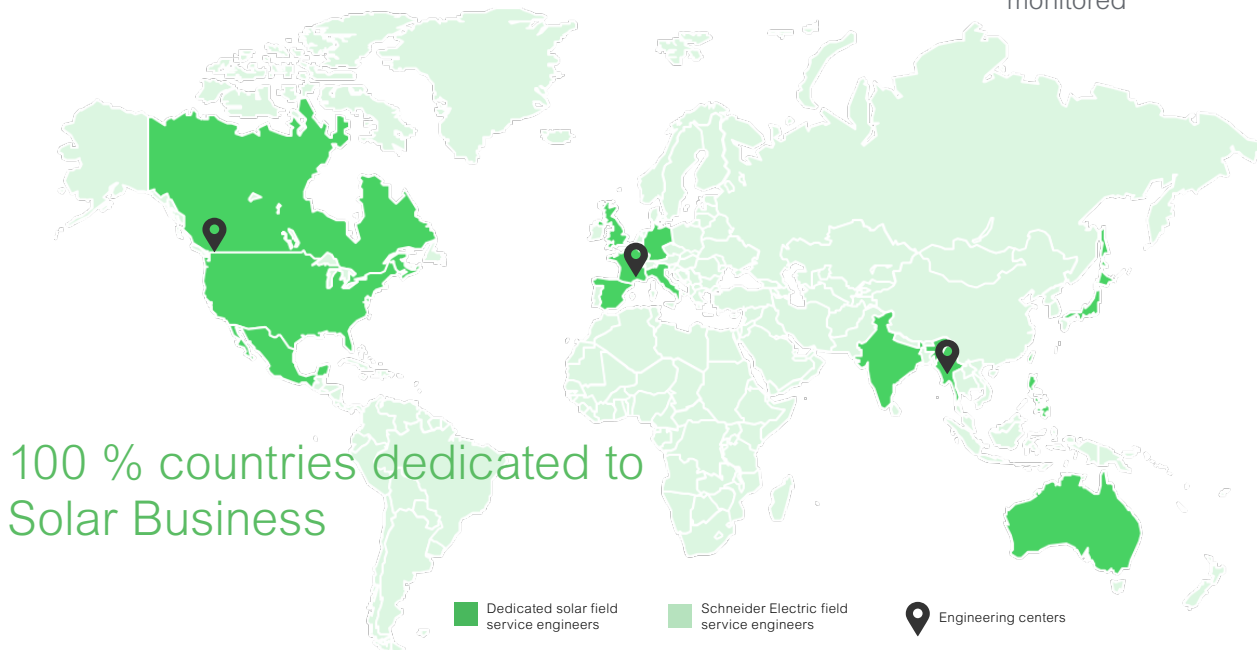 monitored
100 % countries dedicated to
Solar Business
Dedicated solar field
service engineers
Schneider Electric field
service engineers
Engineering centers